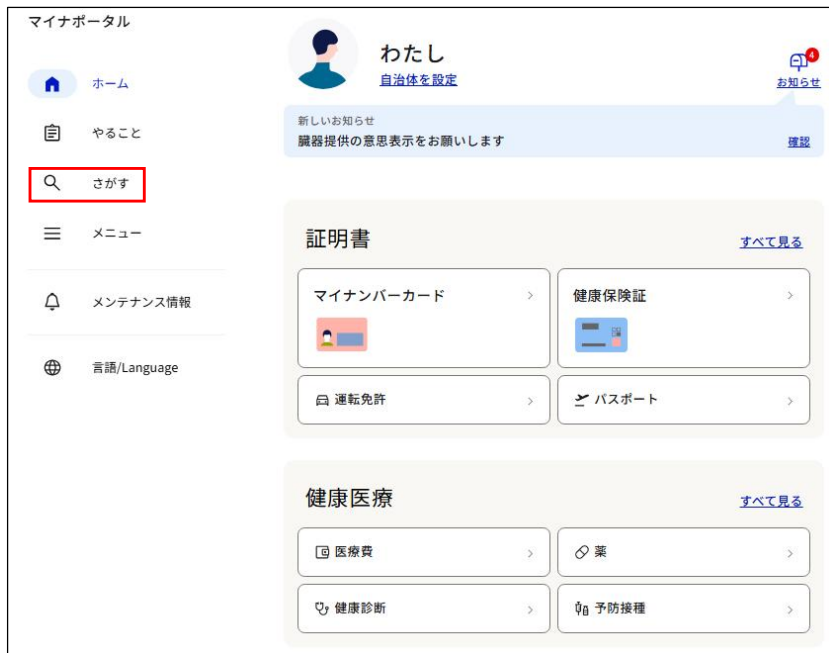 マイナポータル
ホーム
やること
さがす
メニュー
メンテナンス情報
言語/Language
わたし
自治体を設定
4
お知らせ
新しいお知らせ
臓器提供の意思表示をお願いします
確認
証明書
すべて見る
マイナンバーカード
健康保険証
運転免許
パスポート
健康医療
すべて見る
医療費
薬
健康診断
予防接種